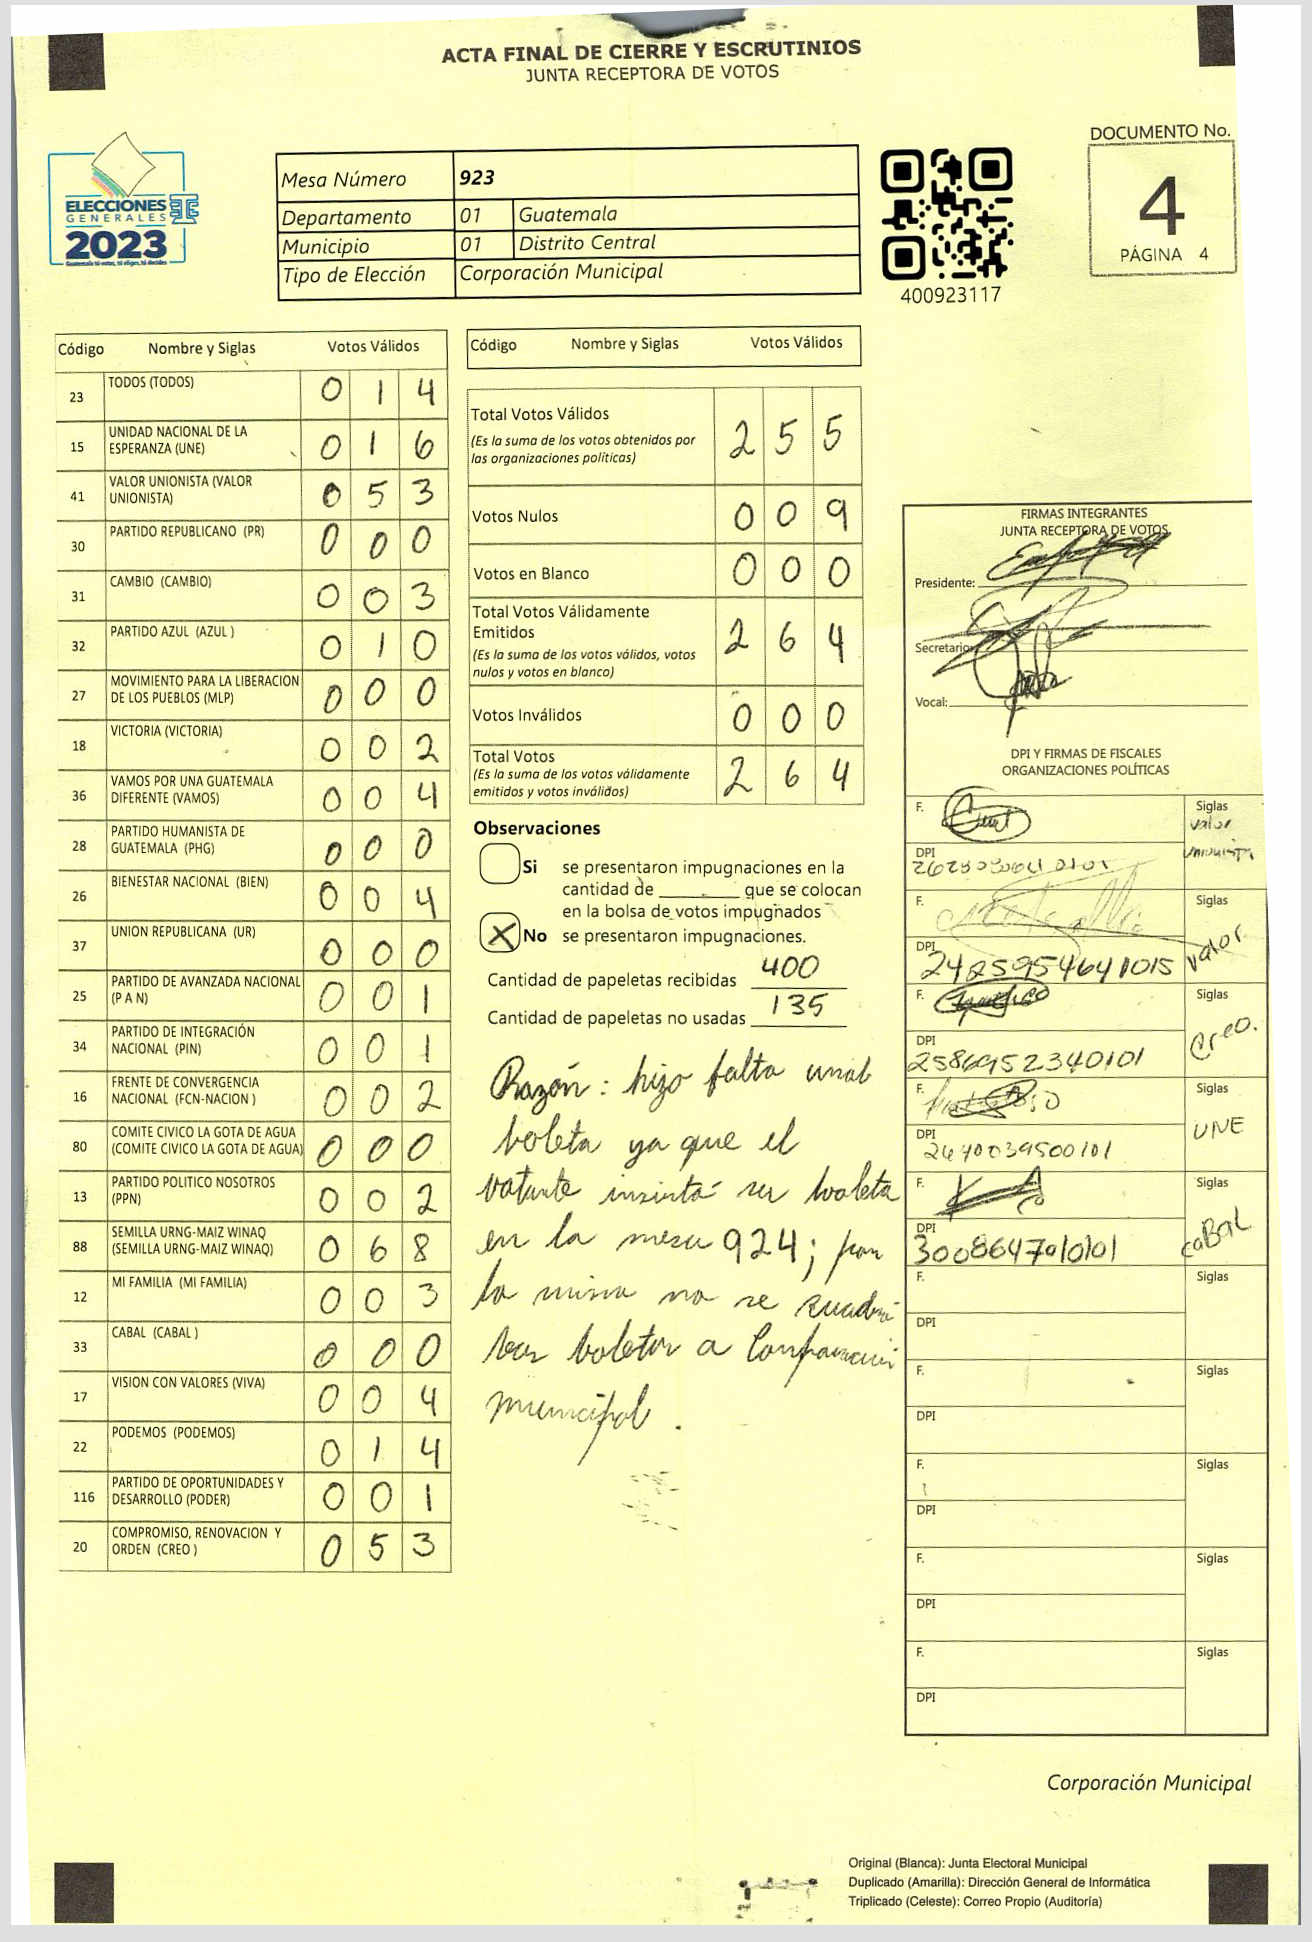 ACTA FINAL DE CIERRE Y ESCRUTINIOS
JUNTA RECEPTORA DE VOTOS
ELECCIONES
GENERALES
2023
Mesa Número 923
Departamento 01 Guatemala
Municipio 01 Distrito Central
Tipo de Elección Corporación Municipal
400923117
DOCUMENTO No.
4
PÁGINA 4
Código Nombre y Siglas Votos Válidos
23 TODOS (TODOS) 0 1 4
15 UNIDAD NACIONAL DE LA
ESPERANZA (UNE) 0 1 6
41 VALOR UNIONISTA (VALOR
UNIONISTA) 0 5 3
30 PARTIDO REPUBLICANO (PR) 0 0 0
31 CAMBIO (CAMBIO) 0 0 3
32 PARTIDO AZUL (AZUL ) 0 1 0
27 MOVIMIENTO PARA LA LIBERACION
DE LOS PUEBLOS (MLP) 0 0 0
18 VICTORIA (VICTORIA) 0 0 2
36 VAMOS POR UNA GUATEMALA
DIFERENTE (VAMOS) 0 0 4
28 PARTIDO HUMANISTA DE
GUATEMALA (PHG) 0 0 0
26 BIENESTAR NACIONAL (BIEN) 0 0 4
37 UNION REPUBLICANA (UR) 0 0 0
25 PARTIDO DE AVANZADA NACIONAL
(P A N) 0 0 1
34 PARTIDO DE INTEGRACIÓN
NACIONAL (PIN) 0 0 1
16 FRENTE DE CONVERGENCIA
NACIONAL (FCN-NACION ) 0 0 2
80 COMITE CIVICO LA GOTA DE AGUA
(COMITE CIVICO LA GOTA DE AGUA) 0 0 0
13 PARTIDO POLITICO NOSOTROS
(PPN) 0 0 2
88 SEMILLA URNG-MAIZ WINAQ
(SEMILLA URNG-MAIZ WINAQ) 0 6 8
12 MI FAMILIA (MI FAMILIA) 0 0 3
33 CABAL (CABAL ) 0 0 0
17 VISION CON VALORES (VIVA) 0 0 4
22 PODEMOS (PODEMOS) 0 1 4
116 PARTIDO DE OPORTUNIDADES Y
DESARROLLO (PODER) 0 0 1
20 COMPROMISO, RENOVACION Y
ORDEN (CREO ) 0 5 3
Código Nombre y Siglas Votos Válidos
Total Votos Válidos 2 5 5
(Es la suma de los votos obtenidos por
las organizaciones políticas)
Votos Nulos 0 0 9
Votos en Blanco 0 0 0
Total Votos Válidamente
Emitidos 2 6 4
(Es la suma de los votos válidos, votos
nulos y votos en blanco)
Votos Inválidos 0 0 0
Total Votos 2 6 4
(Es la suma de los votos válidamente
emitidos y votos inválidos)
Observaciones
Si se presentaron impugnaciones en la
cantidad de que se colocan
en la bolsa de votos impugnados
X No se presentaron impugnaciones.
Cantidad de papeletas recibidas 400
Cantidad de papeletas no usadas 135
Razón: hizo falta una
boleta ya que el
votante su boleta
en la mesa 924; por
lo mismo no se
boletas a
municipal.
FIRMAS INTEGRANTES
JUNTA RECEPTORA DE VOTOS
Presidente:
Secretario:
Vocal:
DPI Y FIRMAS DE FISCALES
ORGANIZACIONES POLÍTICAS
F. Siglas
Valor
Unionista
DPI
F. Siglas
Valor
DPI
F. Siglas
Creo.
DPI
2586952340101
F. Siglas
UNE
DPI
2640039500101
F. Siglas
CABAL
DPI
3008647010101
F. Siglas
DPI
F. Siglas
DPI
F. Siglas
DPI
F. Siglas
DPI
F. Siglas
DPI
Corporación Municipal
Original (Blanca): Junta Electoral Municipal
Duplicado (Amarilla): Dirección General de Informática
Triplicado (Celeste): Correo Propio (Auditoría)